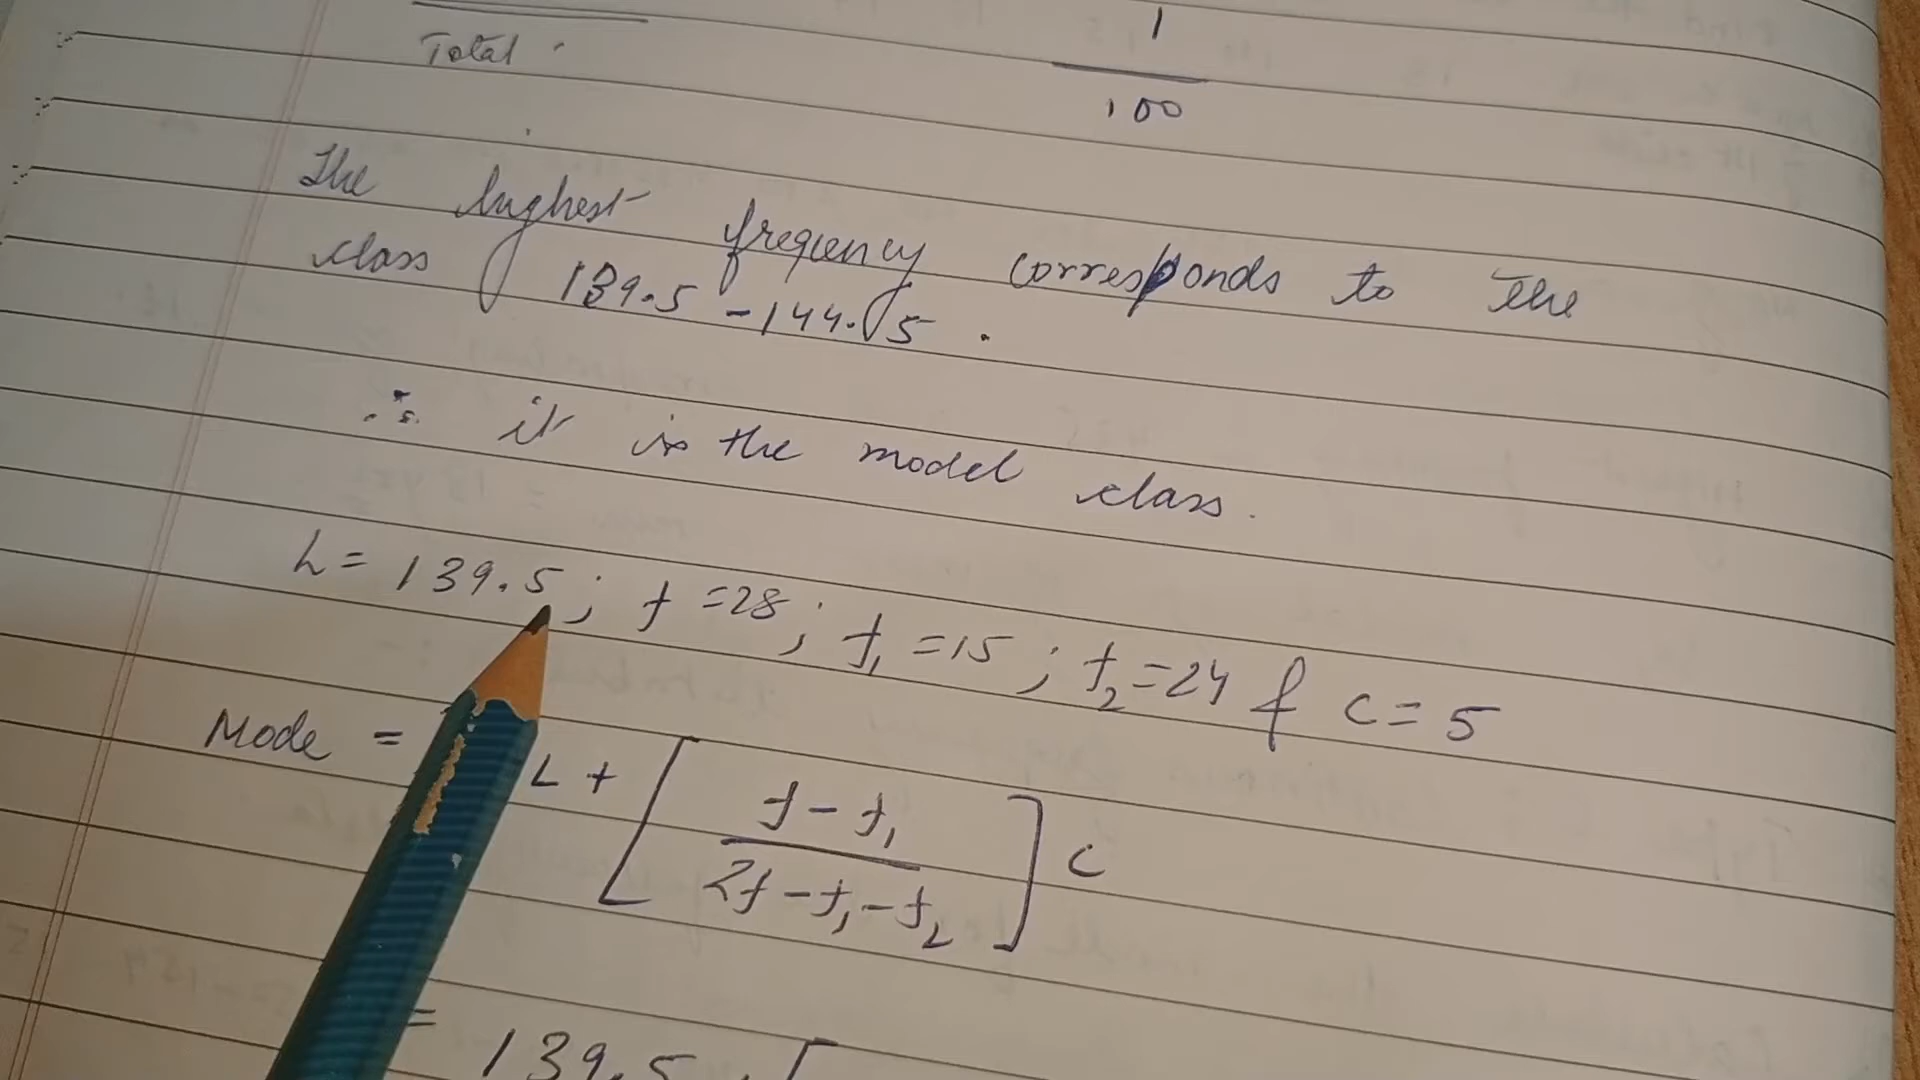 1
Total
100
The highest frequency corresponds to the
class 139.5 - 144.5.
∴ it is the model class.
L = 139.5; f = 28; f₁ = 15; f₂ = 24 & c = 5
Mode = L + [ f - f₁ / 2f - f₁ - f₂ ] c
= 139.5 [